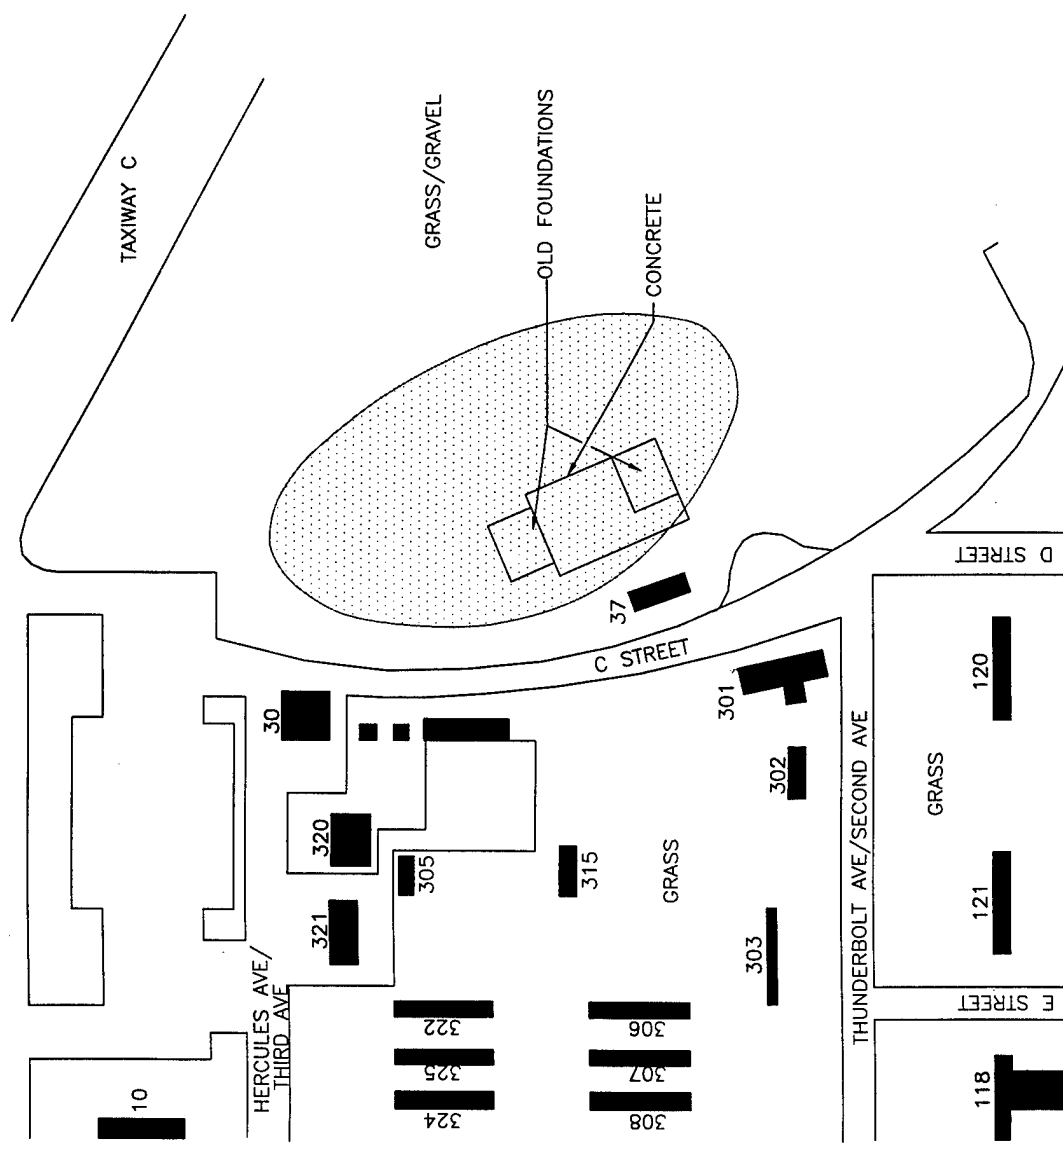 TAXIWAY C
GRASS/GRAVEL
OLD FOUNDATIONS
CONCRETE
37
C STREET
D STREET
30
301
120
302
320
305
315
GRASS
GRASS
THUNDERBOLT AVE/SECOND AVE
321
303
121
HERCULES AVE/
THIRD AVE
322
306
E STREET
325
307
10
324
308
118